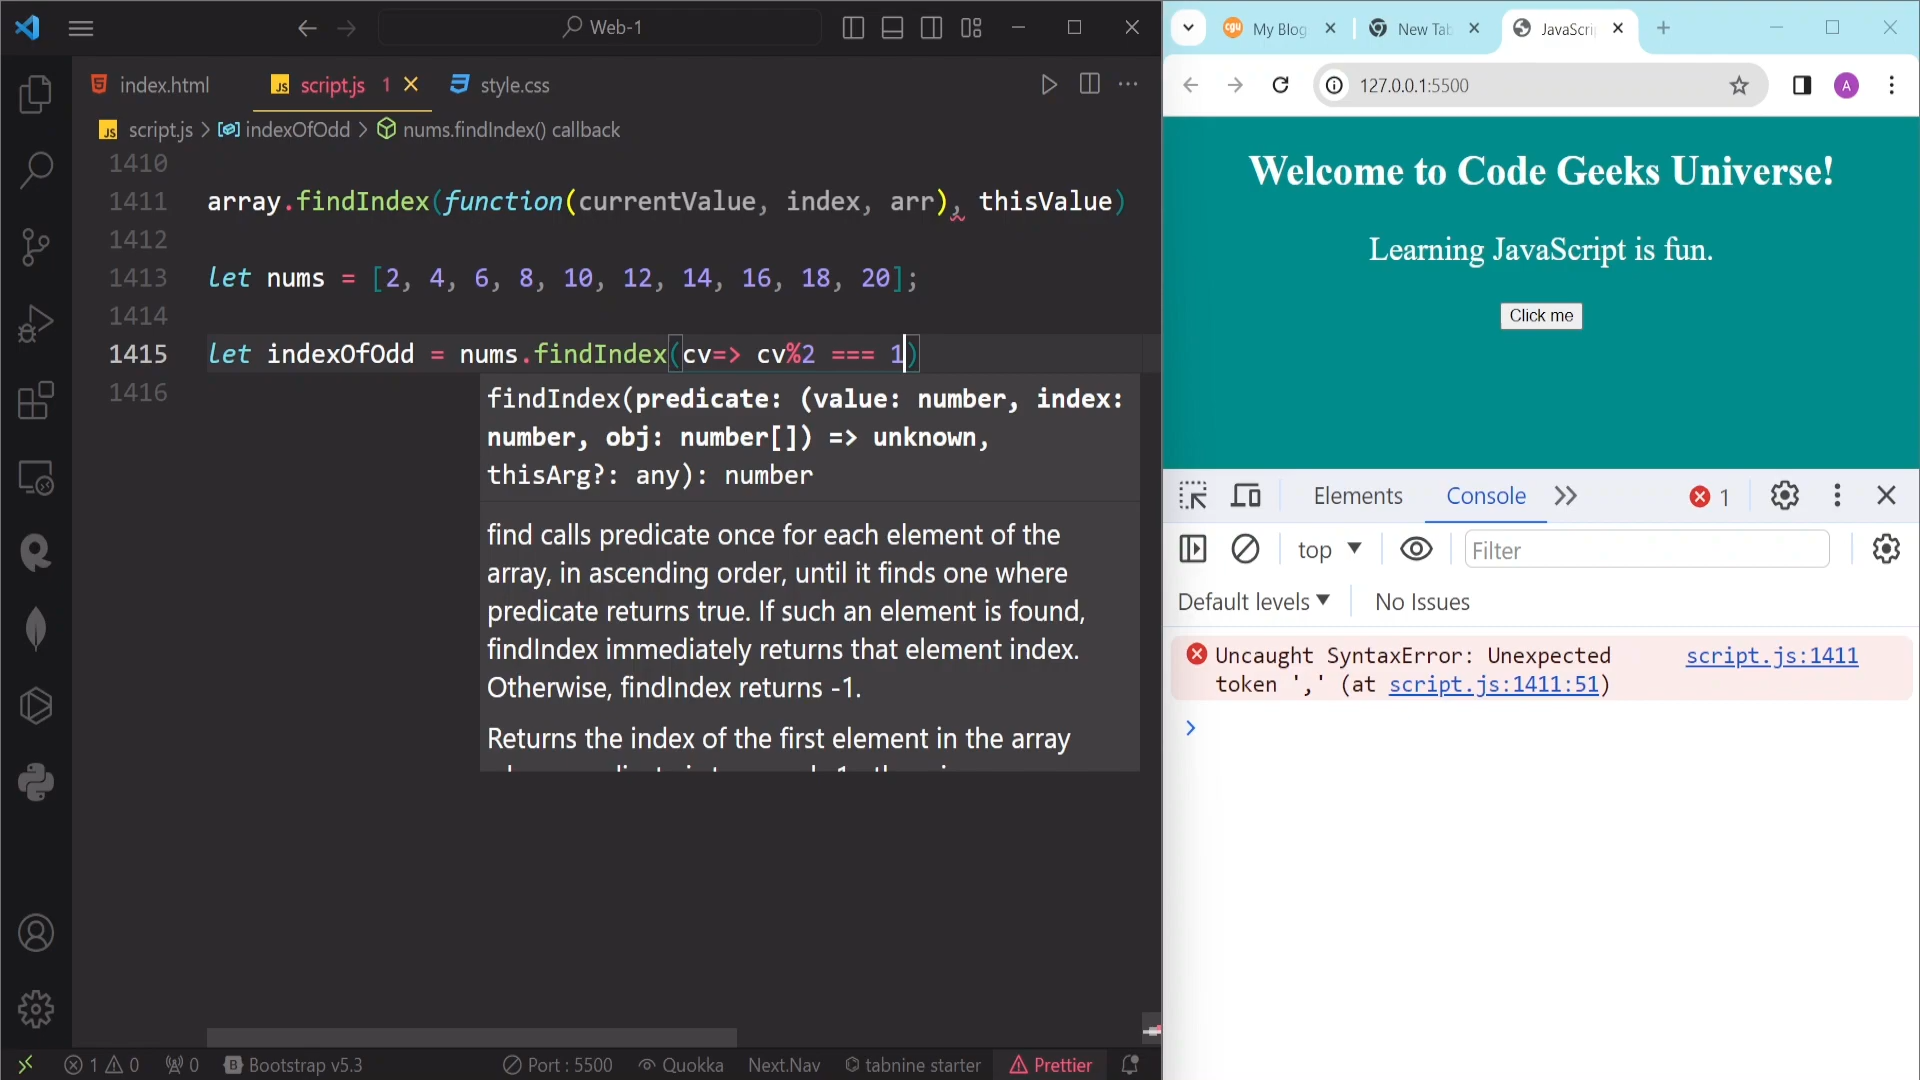 Web-1
index.html
script.js 1
style.css
script.js > indexOfOdd > nums.findIndex() callback
1410
1411 array.findIndex(function(currentValue, index, arr), thisValue)
1412
1413 let nums = [2, 4, 6, 8, 10, 12, 14, 16, 18, 20];
1414
1415 let indexOfOdd = nums.findIndex(cv=> cv%2 === 1)
1416
findIndex(predicate: (value: number, index:
number, obj: number[]) => unknown,
thisArg?: any): number
find calls predicate once for each element of the
array, in ascending order, until it finds one where
predicate returns true. If such an element is found,
findIndex immediately returns that element index.
Otherwise, findIndex returns -1.
Returns the index of the first element in the array
1 0 0 Bootstrap v5.3 Port : 5500 Quokka Next.Nav tabnine starter Prettier
My Blog
New Tab
JavaScri
127.0.0.1:5500
A
Welcome to Code Geeks Universe!
Learning JavaScript is fun.
Click me
Elements Console 1
top Filter
Default levels No Issues
Uncaught SyntaxError: Unexpected script.js:1411
token ',' (at script.js:1411:51)